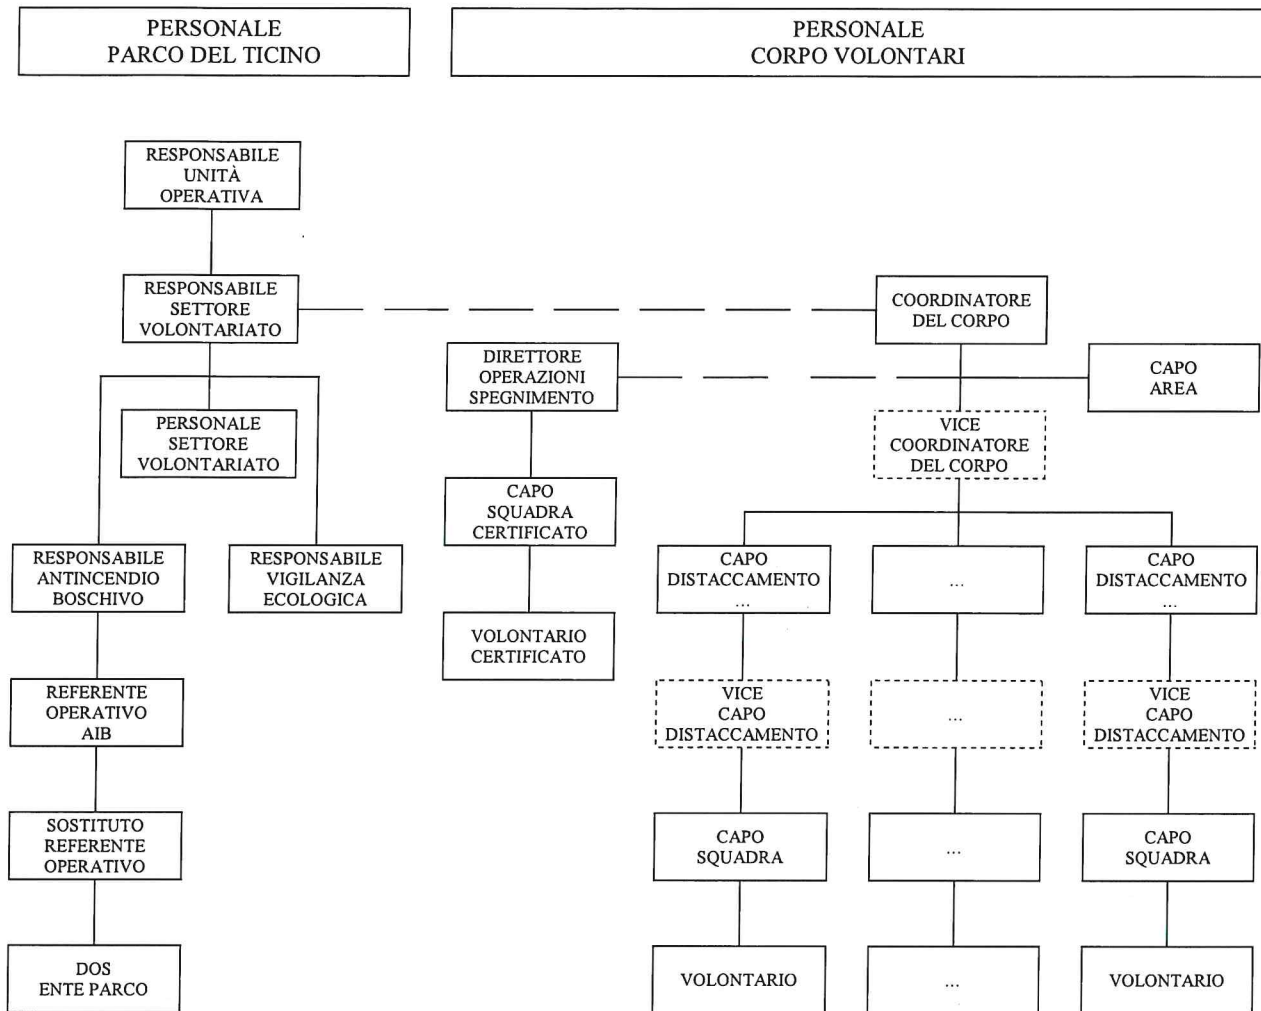 PERSONALE
PARCO DEL TICINO
PERSONALE
CORPO VOLONTARI
RESPONSABILE
UNITÀ
OPERATIVA
RESPONSABILE
SETTORE
VOLONTARIATO
COORDINATORE
DEL CORPO
DIRETTORE
OPERAZIONI
SPEGNIMENTO
CAPO
AREA
PERSONALE
SETTORE
VOLONTARIATO
VICE
COORDINATORE
DEL CORPO
CAPO
SQUADRA
CERTIFICATO
RESPONSABILE
ANTINCENDIO
BOSCHIVO
RESPONSABILE
VIGILANZA
ECOLOGICA
CAPO
DISTACCAMENTO
...
...
CAPO
DISTACCAMENTO
...
VOLONTARIO
CERTIFICATO
REFERENTE
OPERATIVO
AIB
VICE
CAPO
DISTACCAMENTO
...
VICE
CAPO
DISTACCAMENTO
SOSTITUTO
REFERENTE
OPERATIVO
CAPO
SQUADRA
...
CAPO
SQUADRA
DOS
ENTE PARCO
VOLONTARIO
...
VOLONTARIO